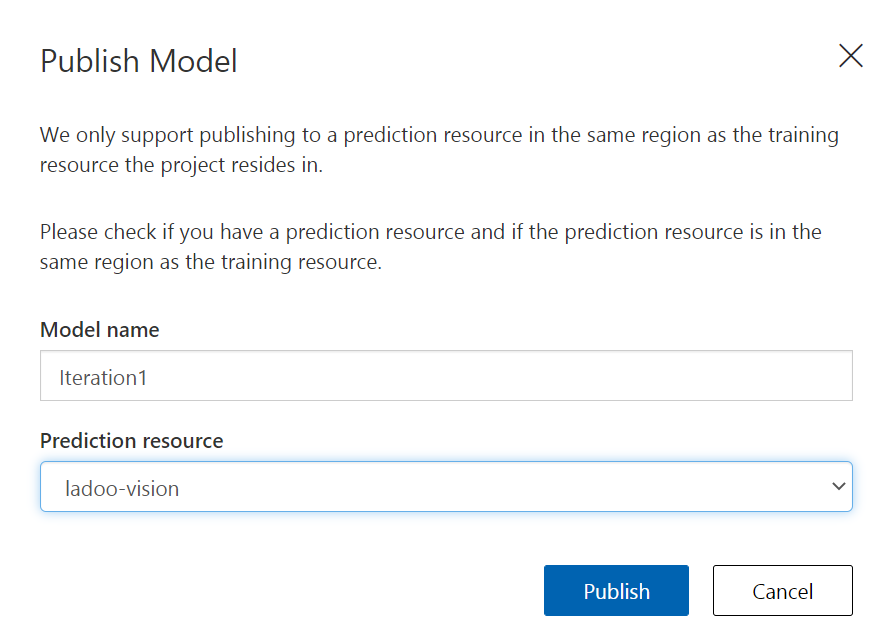 Publish Model
We only support publishing to a prediction resource in the same region as the training
resource the project resides in.
Please check if you have a prediction resource and if the prediction resource is in the
same region as the training resource.
Model name
Iteration1
Prediction resource
ladoo-vision
Publish
Cancel